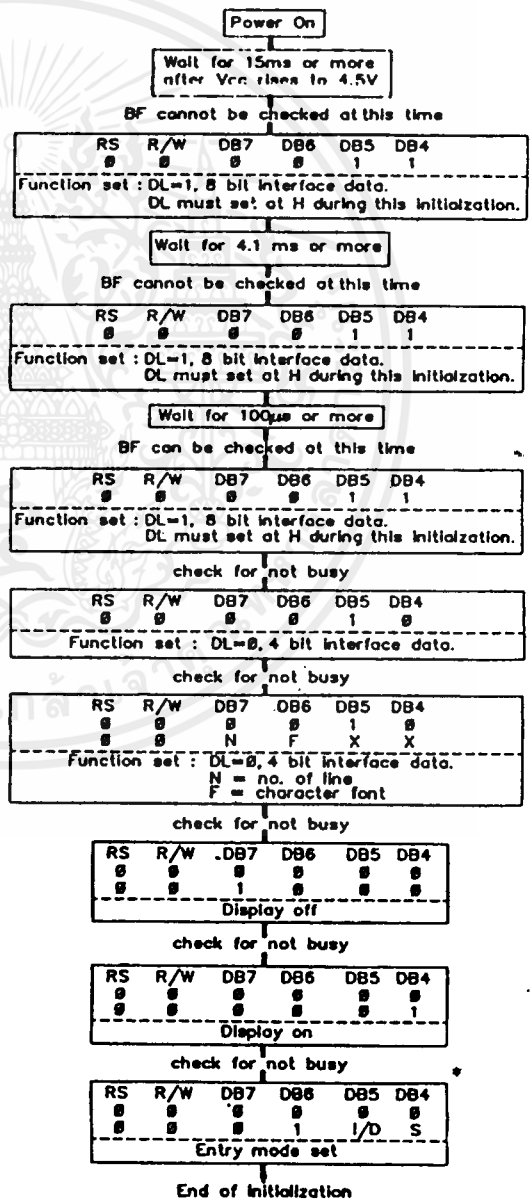 Power On
Wait for 15ms or more
after Vcc rises to 4.5V
BF cannot be checked at this time
RS R/W DB7 DB6 DB5 DB4
0 0 0 0 1 1
Function set : DL=1, 8 bit interface data.
DL must set at H during this initialzation.
Wait for 4.1 ms or more
BF cannot be checked at this time
RS R/W DB7 DB6 DB5 DB4
0 0 0 0 1 1
Function set : DL=1, 8 bit interface data.
DL must set at H during this initialzation.
Wait for 100µs or more
BF can be checked at this time
RS R/W DB7 DB6 DB5 DB4
0 0 0 0 1 1
Function set : DL=1, 8 bit interface data.
DL must set at H during this initialzation.
check for not busy
RS R/W DB7 DB6 DB5 DB4
0 0 0 0 1 0
Function set : DL=0, 4 bit interface data.
check for not busy
RS R/W DB7 DB6 DB5 DB4
0 0 0 0 1 0
0 0 N F X X
Function set : DL=0, 4 bit interface data.
N = no. of line
F = character font
check for not busy
RS R/W DB7 DB6 DB5 DB4
0 0 0 0 0 0
0 0 1 0 0 0
Display off
check for not busy
RS R/W DB7 DB6 DB5 DB4
0 0 0 0 0 0
0 0 0 0 0 1
Display on
check for not busy
RS R/W DB7 DB6 DB5 DB4
0 0 0 0 0 0
0 0 0 1 I/D S
Entry mode set
End of Initialization